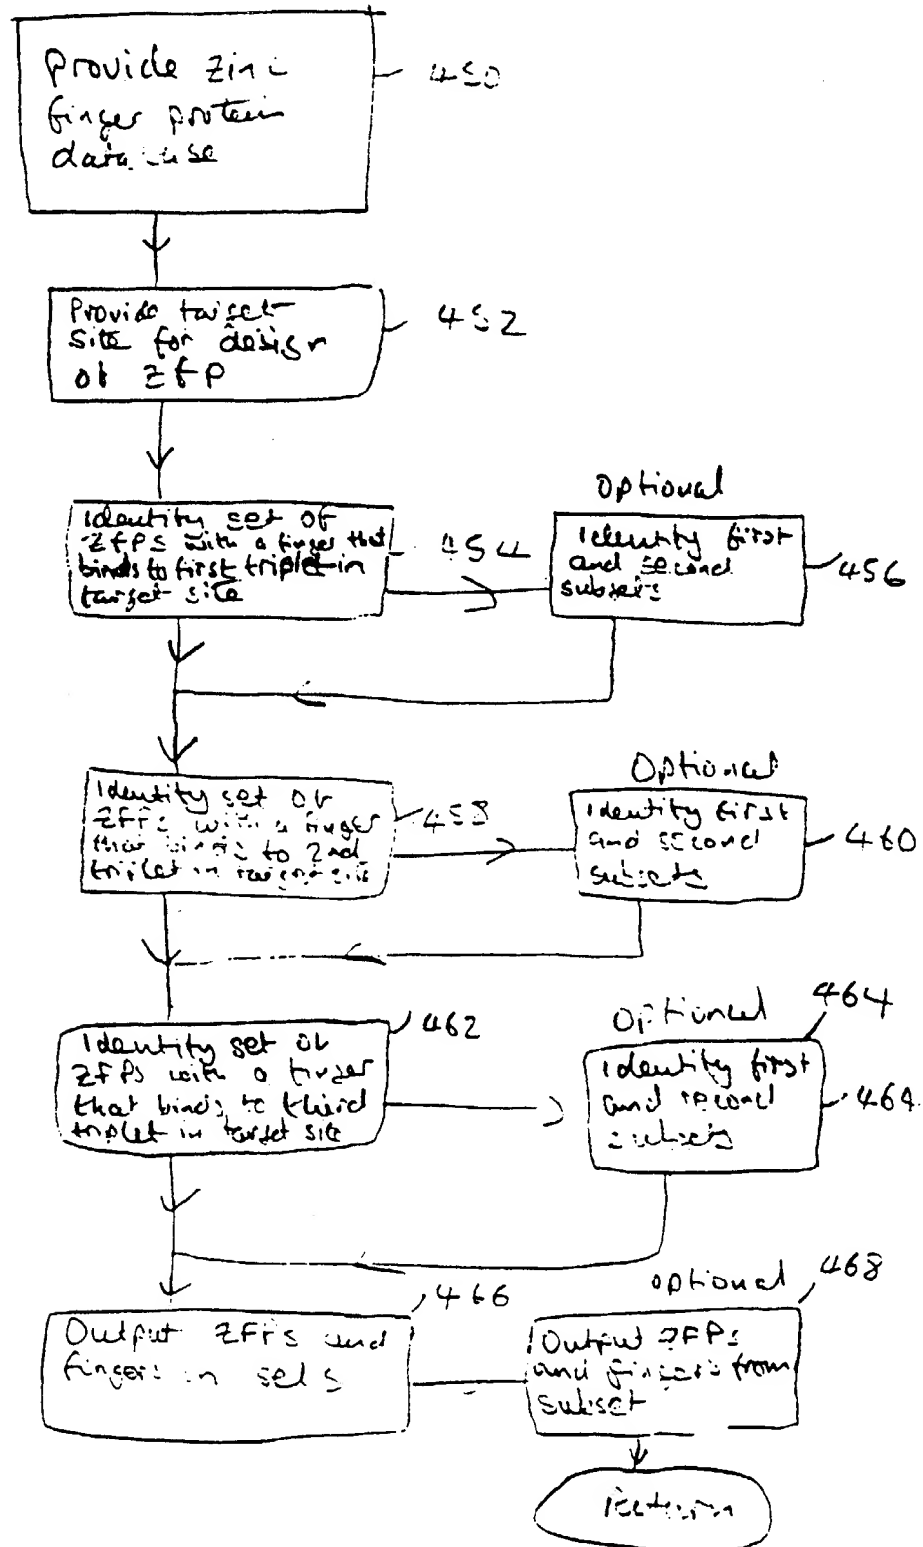 Provide zinc
finger protein
database
450
Provide target
site for design
of ZFP
452
Identify set of
ZFPs with a finger that
binds to first triplet in
target site
454
Optional
Identify first
and second
subsets
456
Identify set of
ZFPs with a finger
that binds to 2nd
triplet in target site
458
Optional
Identify first
and second
subsets
460
Identify set of
ZFPs with a finger
that binds to third
triplet in target site
462
Optional
464
Identify first
and second
subsets
464
Output ZFPs and
fingers in sets
466
Optional
468
Output ZFPs
and fingers from
subset
Return